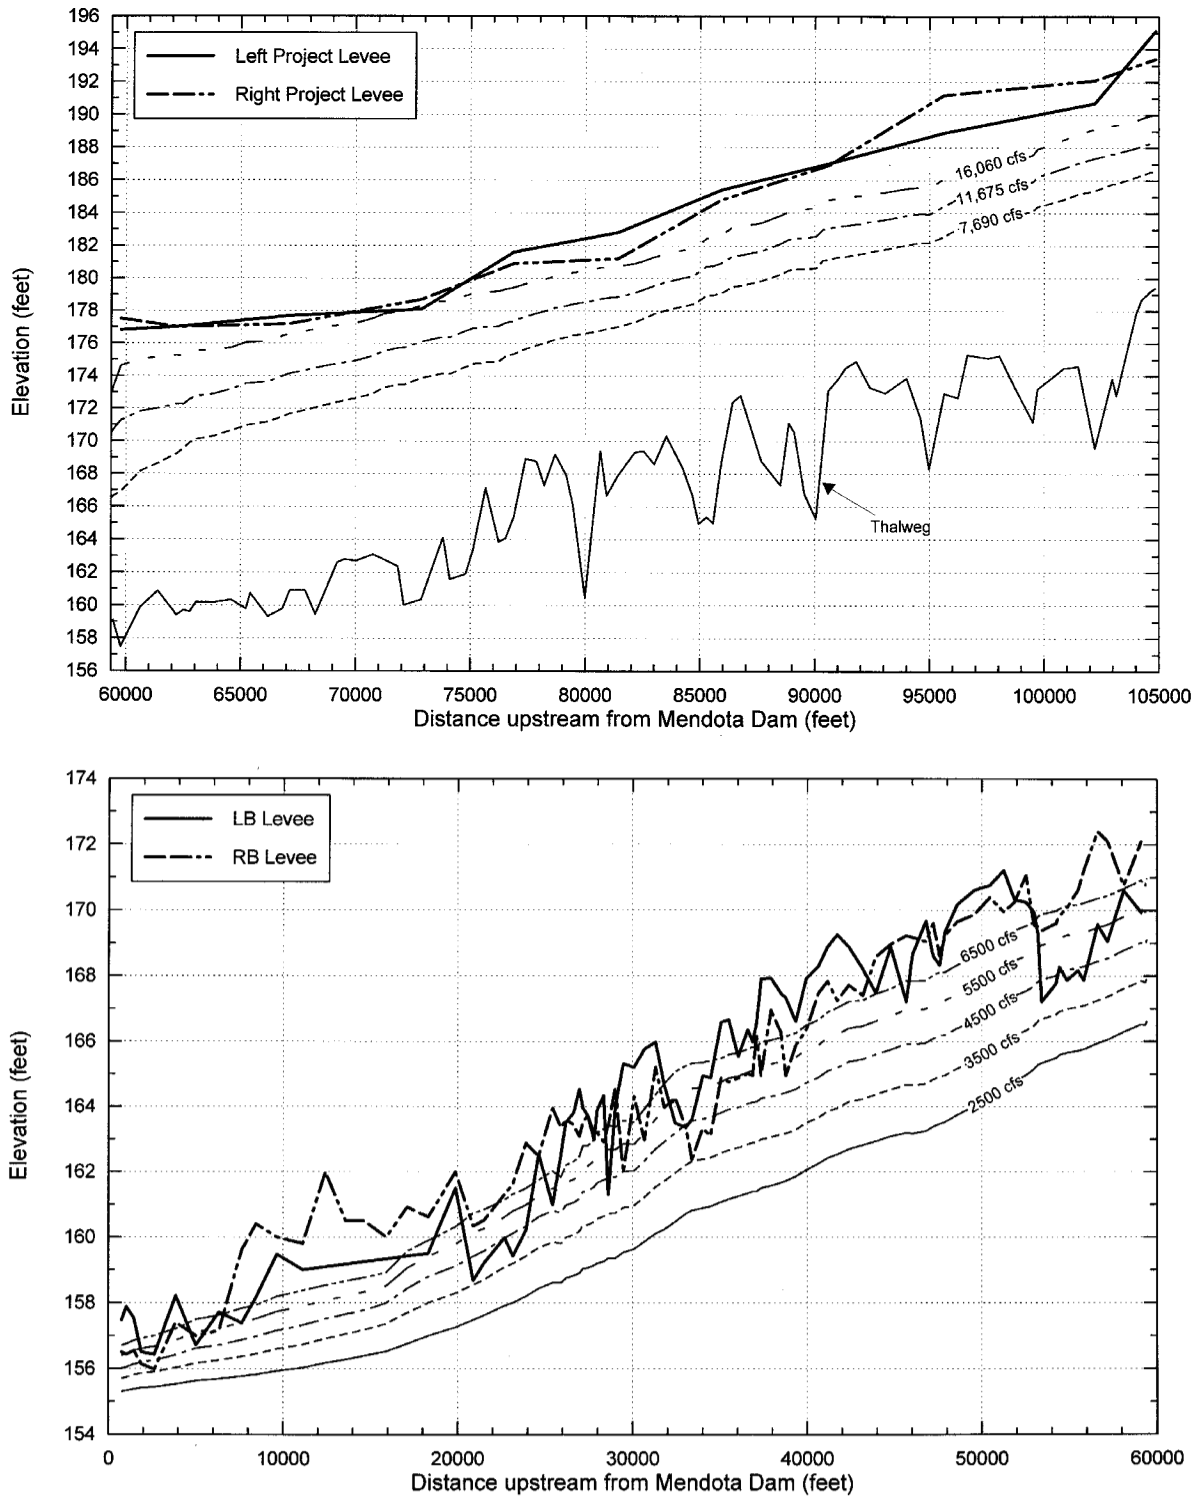 196
194
192
190
188
186
184
182
180
178
176
174
172
170
168
166
164
162
160
158
156
Elevation (feet)
Left Project Levee
Right Project Levee
16,060 cfs
11,675 cfs
7,690 cfs
Thalweg
60000 65000 70000 75000 80000 85000 90000 95000 100000 105000
Distance upstream from Mendota Dam (feet)
174
172
170
168
166
164
162
160
158
156
154
Elevation (feet)
LB Levee
RB Levee
6500 cfs
5500 cfs
4500 cfs
3500 cfs
2500 cfs
0 10000 20000 30000 40000 50000 60000
Distance upstream from Mendota Dam (feet)